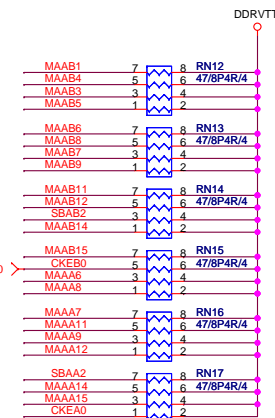 DDRVTT
MAAB1 7 8 RN12
MAAB4 5 6 47/8P4R/4
MAAB3 3 4
MAAB5 1 2
MAAB6 7 8 RN13
MAAB8 5 6 47/8P4R/4
MAAB7 3 4
MAAB9 1 2
MAAB11 7 8 RN14
MAAB12 5 6 47/8P4R/4
SBAB2 3 4
MAAB14 1 2
MAAB15 7 8 RN15
CKEB0 5 6 47/8P4R/4
MAAA6 3 4
MAAA8 1 2
MAAA7 7 8 RN16
MAAA11 5 6 47/8P4R/4
MAAA9 3 4
MAAA12 1 2
SBAA2 7 8 RN17
MAAA14 5 6 47/8P4R/4
MAAA15 3 4
CKEA0 1 2